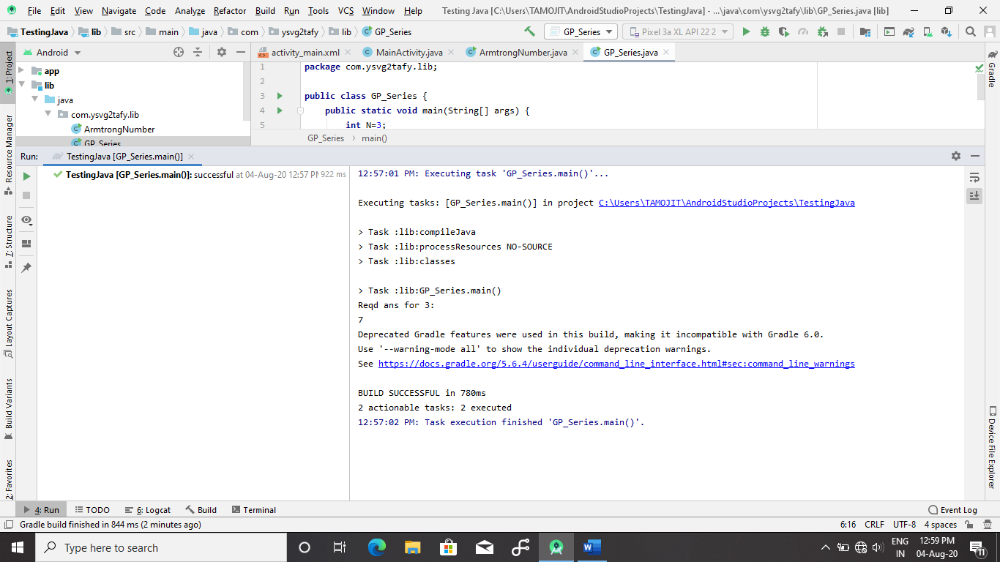 File Edit View Navigate Code Analyze Refactor Build Run Tools VCS Window Help Testing Java [C:\Users\TAMOJIT\AndroidStudioProjects\TestingJava] - ...\java\com\ysvg2tafy\lib\GP_Series.java [lib]
TestingJava lib src main java com ysvg2tafy lib GP_Series GP_Series Pixel 3a XL API 22 2
Android activity_main.xml MainActivity.java ArmtrongNumber.java GP_Series.java
1: Project
Resource Manager
7: Structure
Layout Captures
Build Variants
2: Favorites
app
lib
java
com.ysvg2tafy.lib
ArmtrongNumber
GP_Series
1 package com.ysvg2tafy.lib;
2
3 public class GP_Series {
4 public static void main(String[] args) {
5 int N=3;
GP_Series main()
Gradle
Device File Explorer
Run: TestingJava [GP_Series.main()]
TestingJava [GP_Series.main()]: successful at 04-Aug-20 12:57 PM 922 ms
12:57:01 PM: Executing task 'GP_Series.main()'...
Executing tasks: [GP_Series.main()] in project C:\Users\TAMOJIT\AndroidStudioProjects\TestingJava
> Task :lib:compileJava
> Task :lib:processResources NO-SOURCE
> Task :lib:classes
> Task :lib:GP_Series.main()
Reqd ans for 3:
7
Deprecated Gradle features were used in this build, making it incompatible with Gradle 6.0.
Use '--warning-mode all' to show the individual deprecation warnings.
See https://docs.gradle.org/5.6.4/userguide/command_line_interface.html#sec:command_line_warnings
BUILD SUCCESSFUL in 780ms
2 actionable tasks: 2 executed
12:57:02 PM: Task execution finished 'GP_Series.main()'.
4: Run TODO 6: Logcat Build Terminal Event Log
Gradle build finished in 844 ms (2 minutes ago) 6:16 CRLF UTF-8 4 spaces
Type here to search
ENG 12:59 PM
IN 04-Aug-20 11